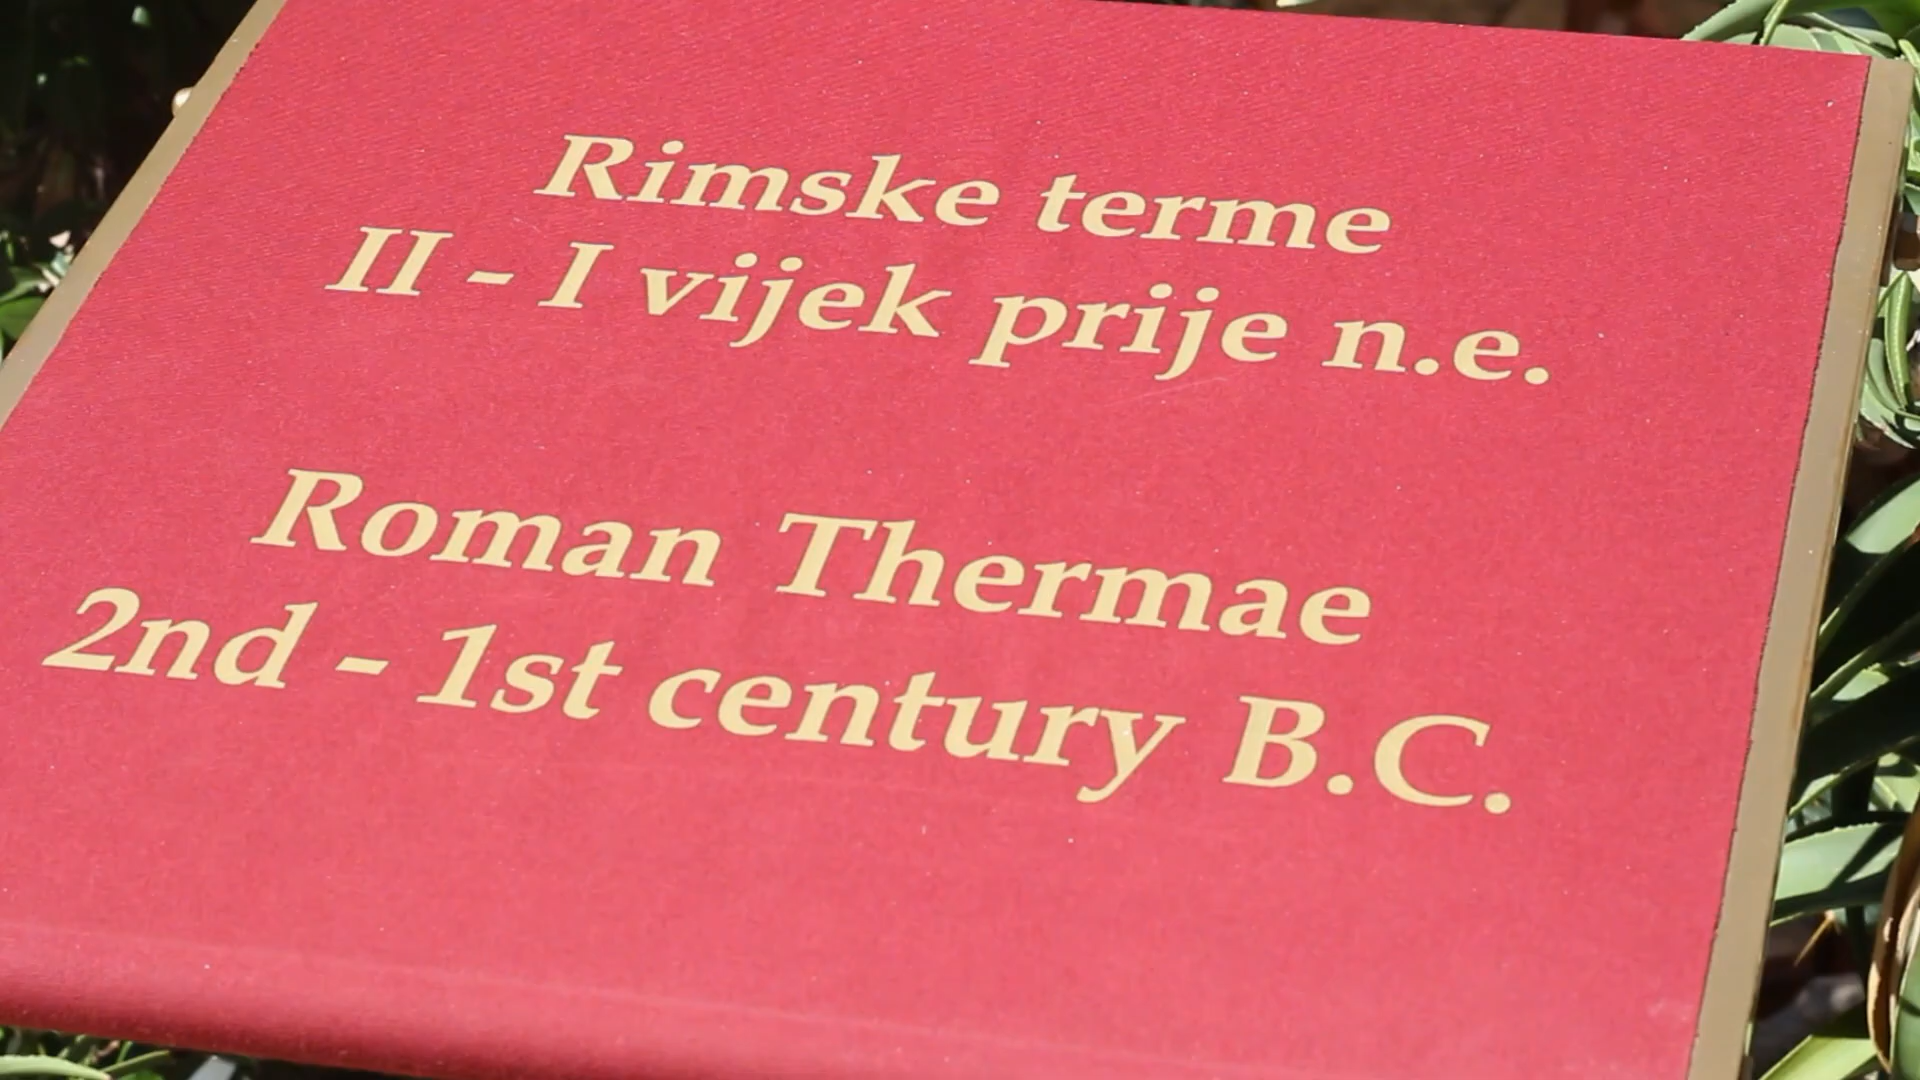 Rimske terme
II - I vijek prije n.e.
Roman Thermae
2nd - 1st century B.C.